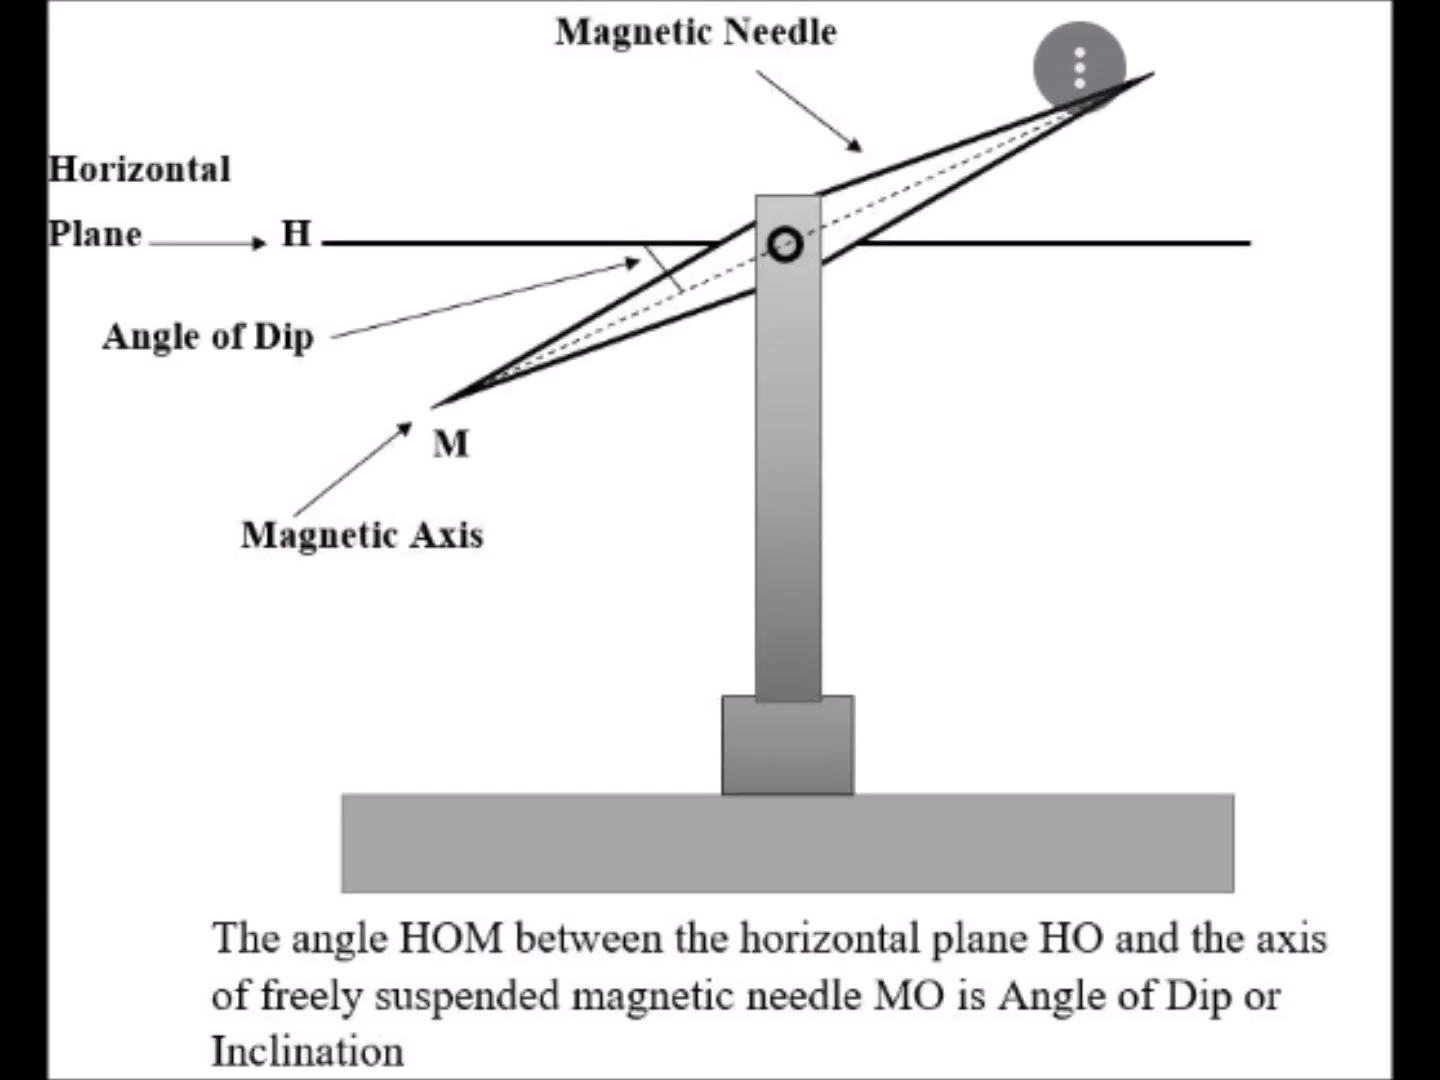 Magnetic Needle
Horizontal
Plane
H
Angle of Dip
M
Magnetic Axis
The angle HOM between the horizontal plane HO and the axis
of freely suspended magnetic needle MO is Angle of Dip or
Inclination